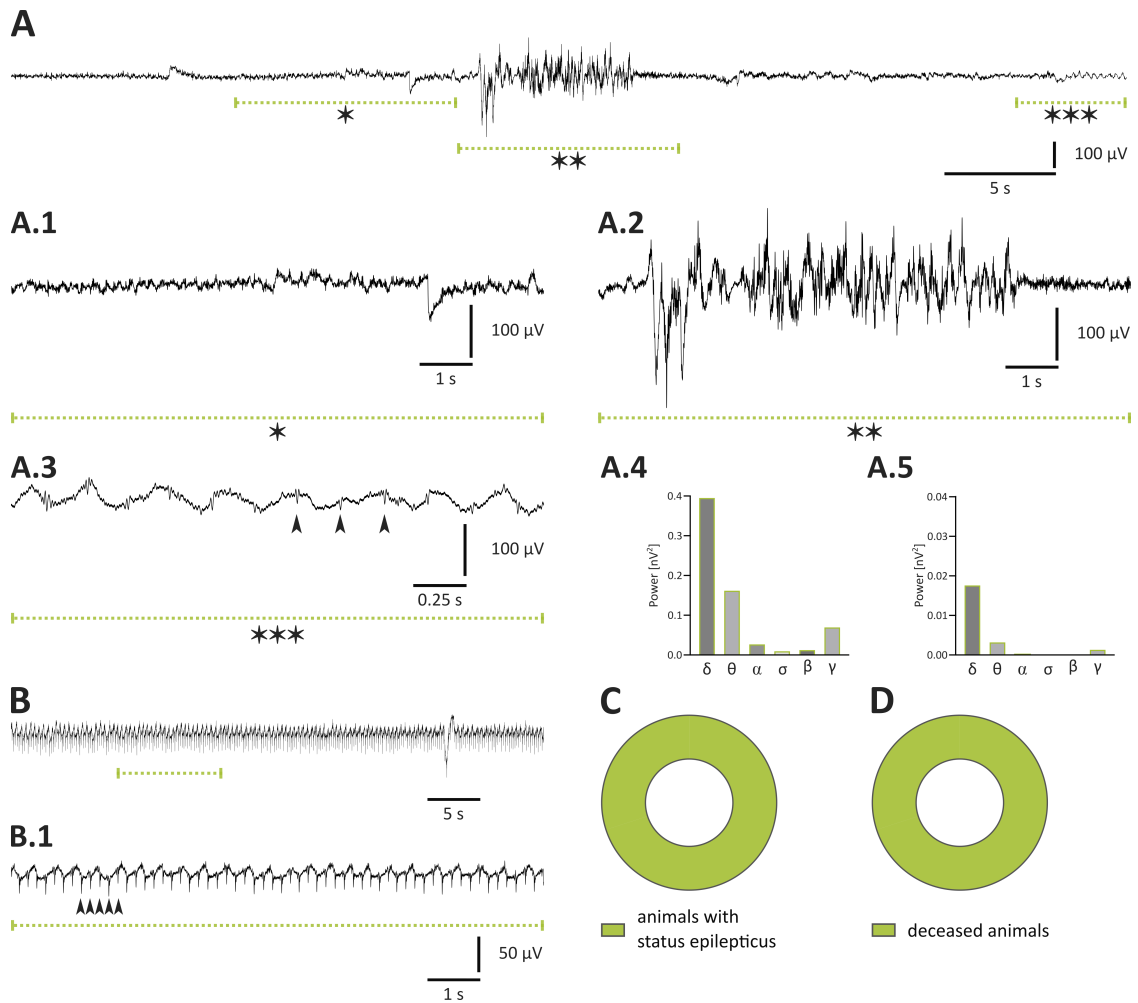 A
✶
✶✶
✶✶✶
100 µV
5 s
A.1
100 µV
1 s
✶
A.2
100 µV
1 s
✶✶
A.3
100 µV
0.25 s
✶✶✶
A.4
0.4
0.3
0.2
0.1
0.0
Power [nV²]
δ θ α σ β γ
A.5
0.04
0.03
0.02
0.01
0.00
Power [nV²]
δ θ α σ β γ
B
5 s
B.1
50 µV
1 s
C
animals with
status epilepticus
D
deceased animals